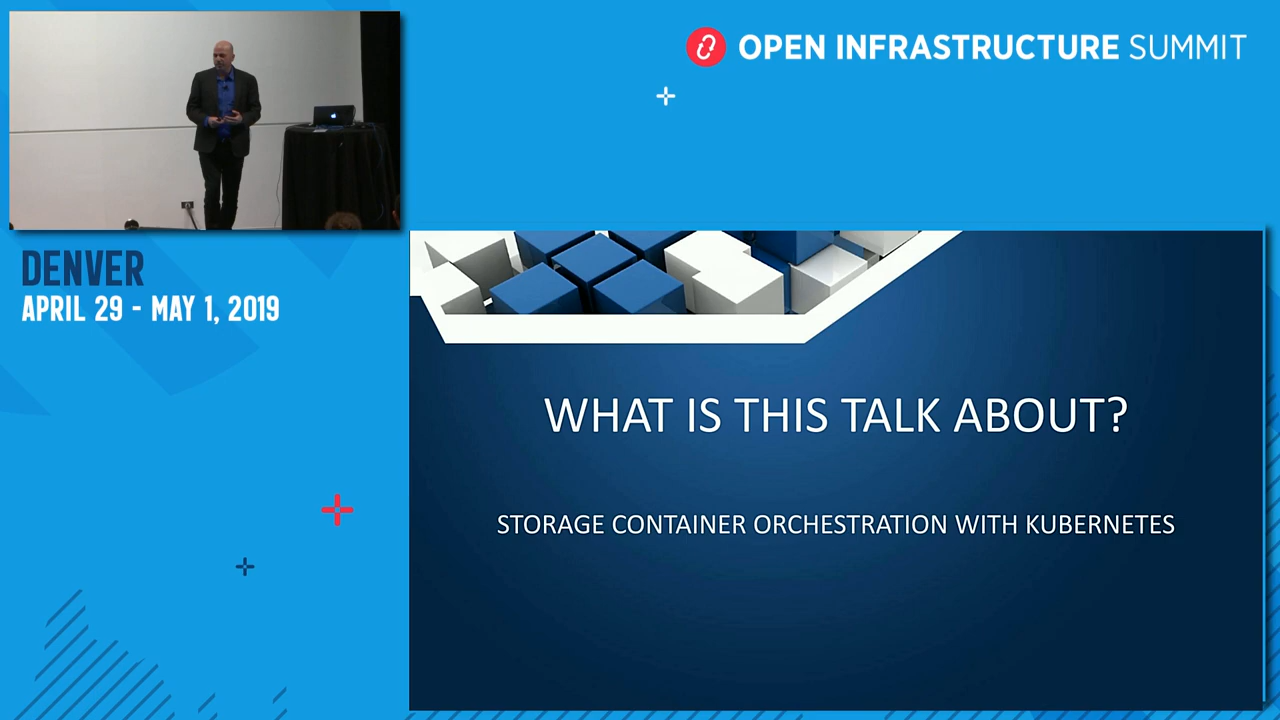 OPEN INFRASTRUCTURE SUMMIT
DENVER
APRIL 29 - MAY 1, 2019
WHAT IS THIS TALK ABOUT?
STORAGE CONTAINER ORCHESTRATION WITH KUBERNETES